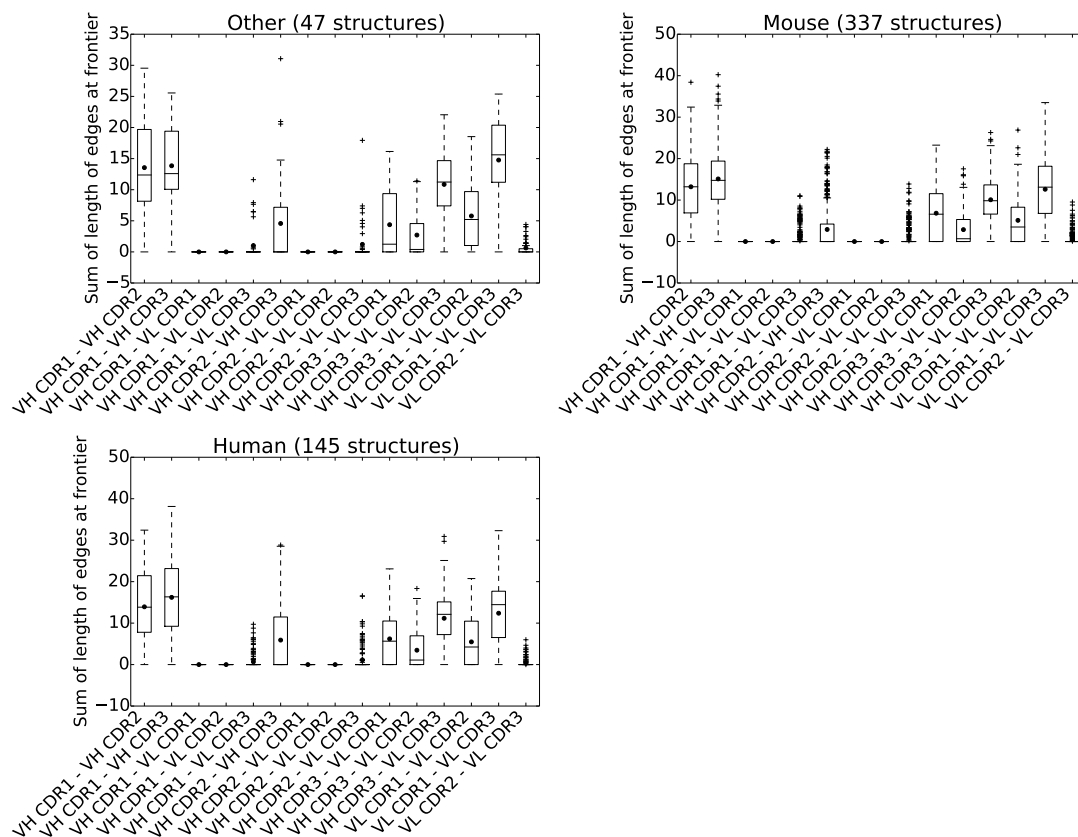 Other (47 structures)
Sum of length of edges at frontier
35
30
25
20
15
10
5
0
−5
VH CDR1 - VH CDR2
VH CDR1 - VH CDR3
VH CDR1 - VL CDR1
VH CDR1 - VL CDR2
VH CDR1 - VL CDR3
VH CDR2 - VH CDR3
VH CDR2 - VL CDR1
VH CDR2 - VL CDR2
VH CDR2 - VL CDR3
VH CDR3 - VL CDR1
VH CDR3 - VL CDR2
VH CDR3 - VL CDR3
VL CDR1 - VL CDR2
VL CDR1 - VL CDR3
VL CDR2 - VL CDR3
Mouse (337 structures)
Sum of length of edges at frontier
50
40
30
20
10
0
−10
VH CDR1 - VH CDR2
VH CDR1 - VH CDR3
VH CDR1 - VL CDR1
VH CDR1 - VL CDR2
VH CDR1 - VL CDR3
VH CDR2 - VH CDR3
VH CDR2 - VL CDR1
VH CDR2 - VL CDR2
VH CDR2 - VL CDR3
VH CDR3 - VL CDR1
VH CDR3 - VL CDR2
VH CDR3 - VL CDR3
VL CDR1 - VL CDR2
VL CDR1 - VL CDR3
VL CDR2 - VL CDR3
Human (145 structures)
Sum of length of edges at frontier
50
40
30
20
10
0
−10
VH CDR1 - VH CDR2
VH CDR1 - VH CDR3
VH CDR1 - VL CDR1
VH CDR1 - VL CDR2
VH CDR1 - VL CDR3
VH CDR2 - VH CDR3
VH CDR2 - VL CDR1
VH CDR2 - VL CDR2
VH CDR2 - VL CDR3
VH CDR3 - VL CDR1
VH CDR3 - VL CDR2
VH CDR3 - VL CDR3
VL CDR1 - VL CDR2
VL CDR1 - VL CDR3
VL CDR2 - VL CDR3